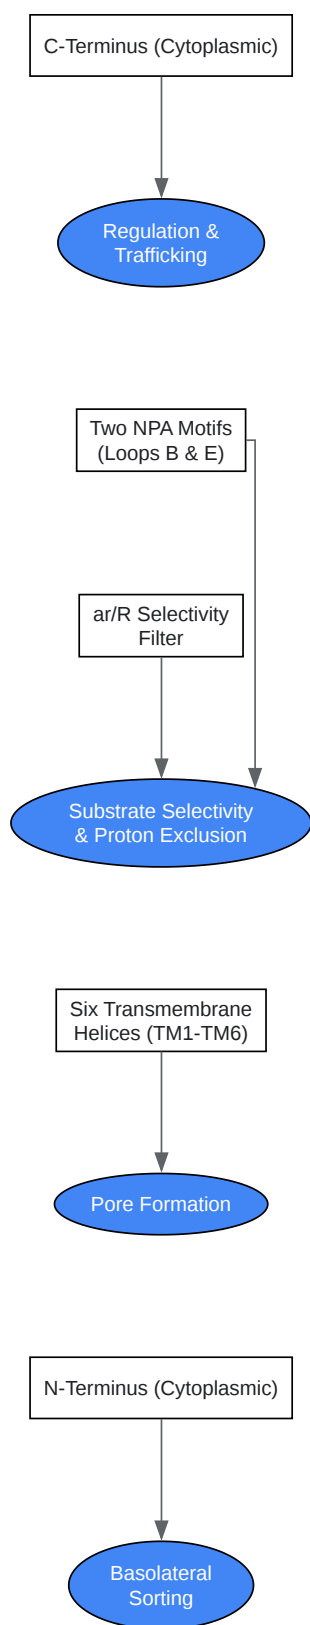 C-Terminus (Cytoplasmic)
Regulation &
Trafficking
Two NPA Motifs
(Loops B & E)
ar/R Selectivity
Filter
Substrate Selectivity
& Proton Exclusion
Six Transmembrane
Helices (TM1-TM6)
Pore Formation
N-Terminus (Cytoplasmic)
Basolateral
Sorting